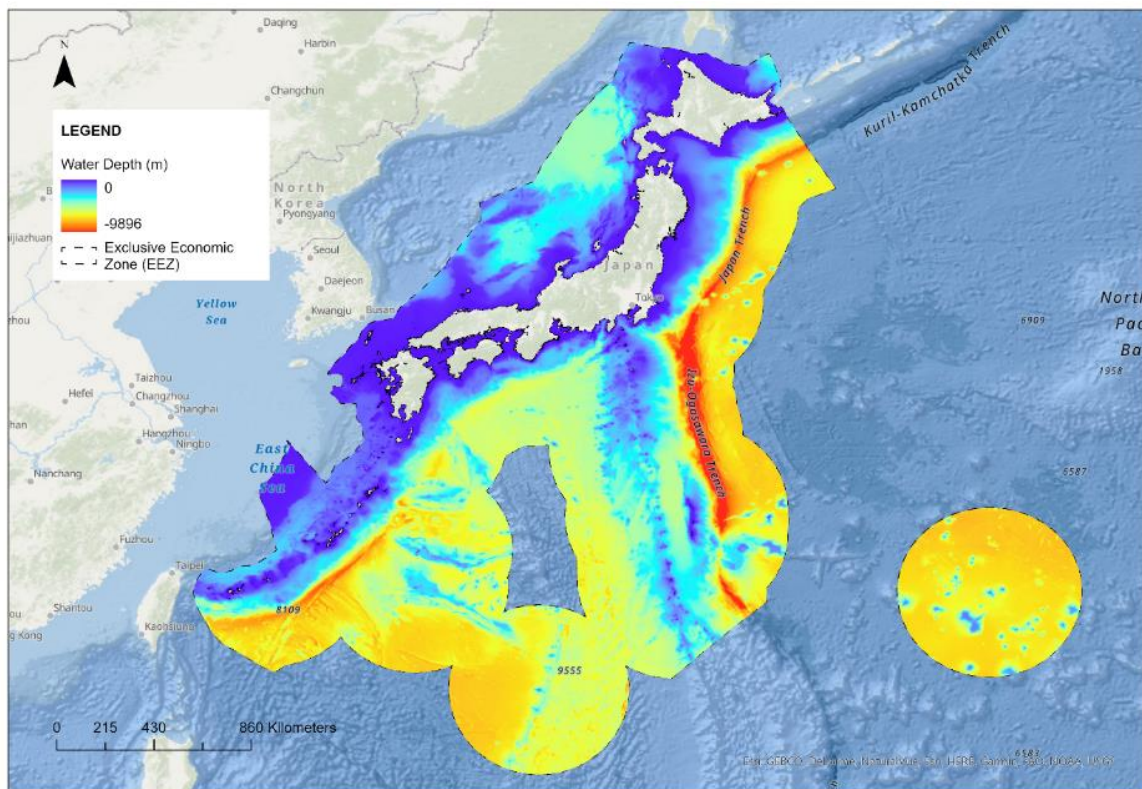 Daqing
Harbin
Changchun
N
LEGEND
Water Depth (m)
0
-9896
Exclusive Economic
Zone (EEZ)
Kuril-Kamchatka Trench
North
Korea
Pyongyang
Seoul
Daejeon
Kwangju
Busan
Yellow
Sea
Japan
Tokyo
Japan Trench
Izu-Ogasawara Trench
6909
North
Pac
Ba
1958
6587
Hefei
Taizhou
Changzhou
Shanghai
Hangzhou
Ningbo
Nanchang
East
China
Sea
Fuzhou
Taipei
Shantou
g Kong
Kaohsiung
8109
9555
6583
0 215 430 860 Kilometers